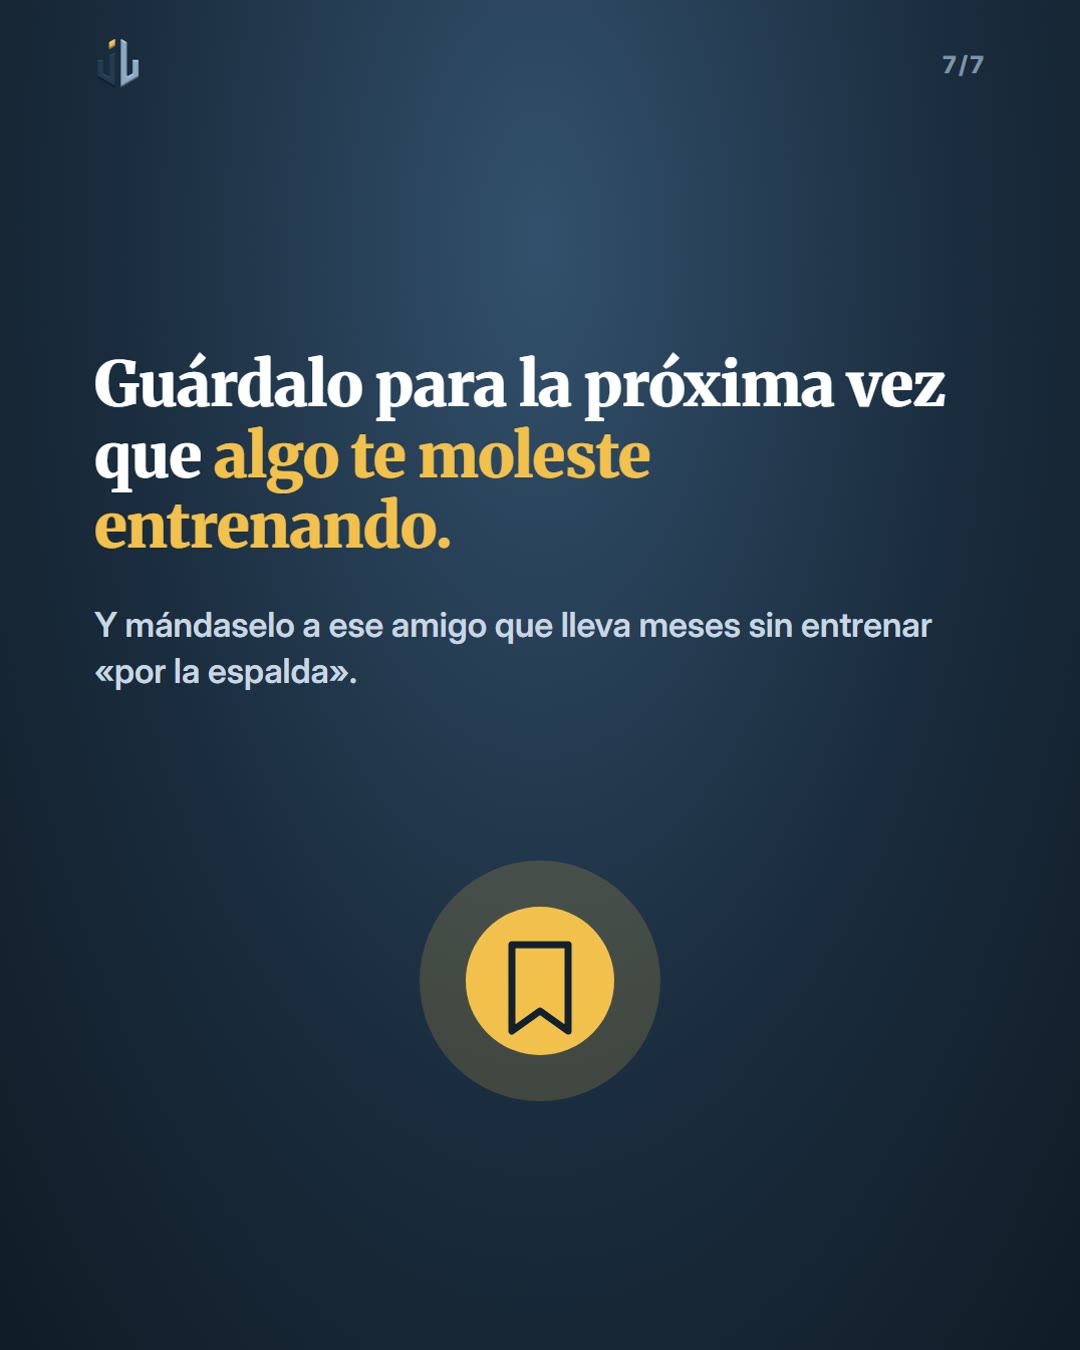 7/7
Guárdalo para la próxima vez
que algo te moleste
entrenando.
Y mándaselo a ese amigo que lleva meses sin entrenar
«por la espalda».